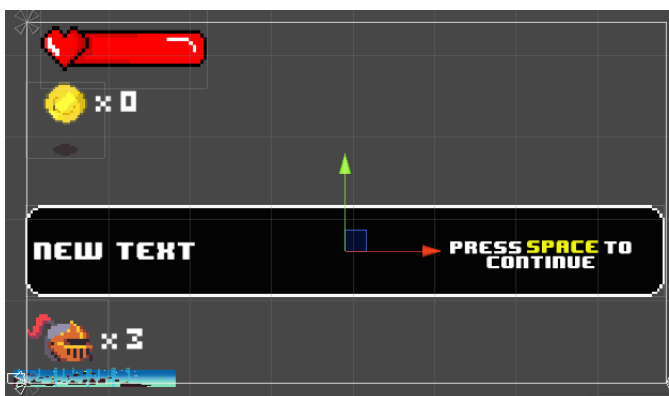 x 0
NEW TEXT
PRESS SPACE TO
CONTINUE
x 3